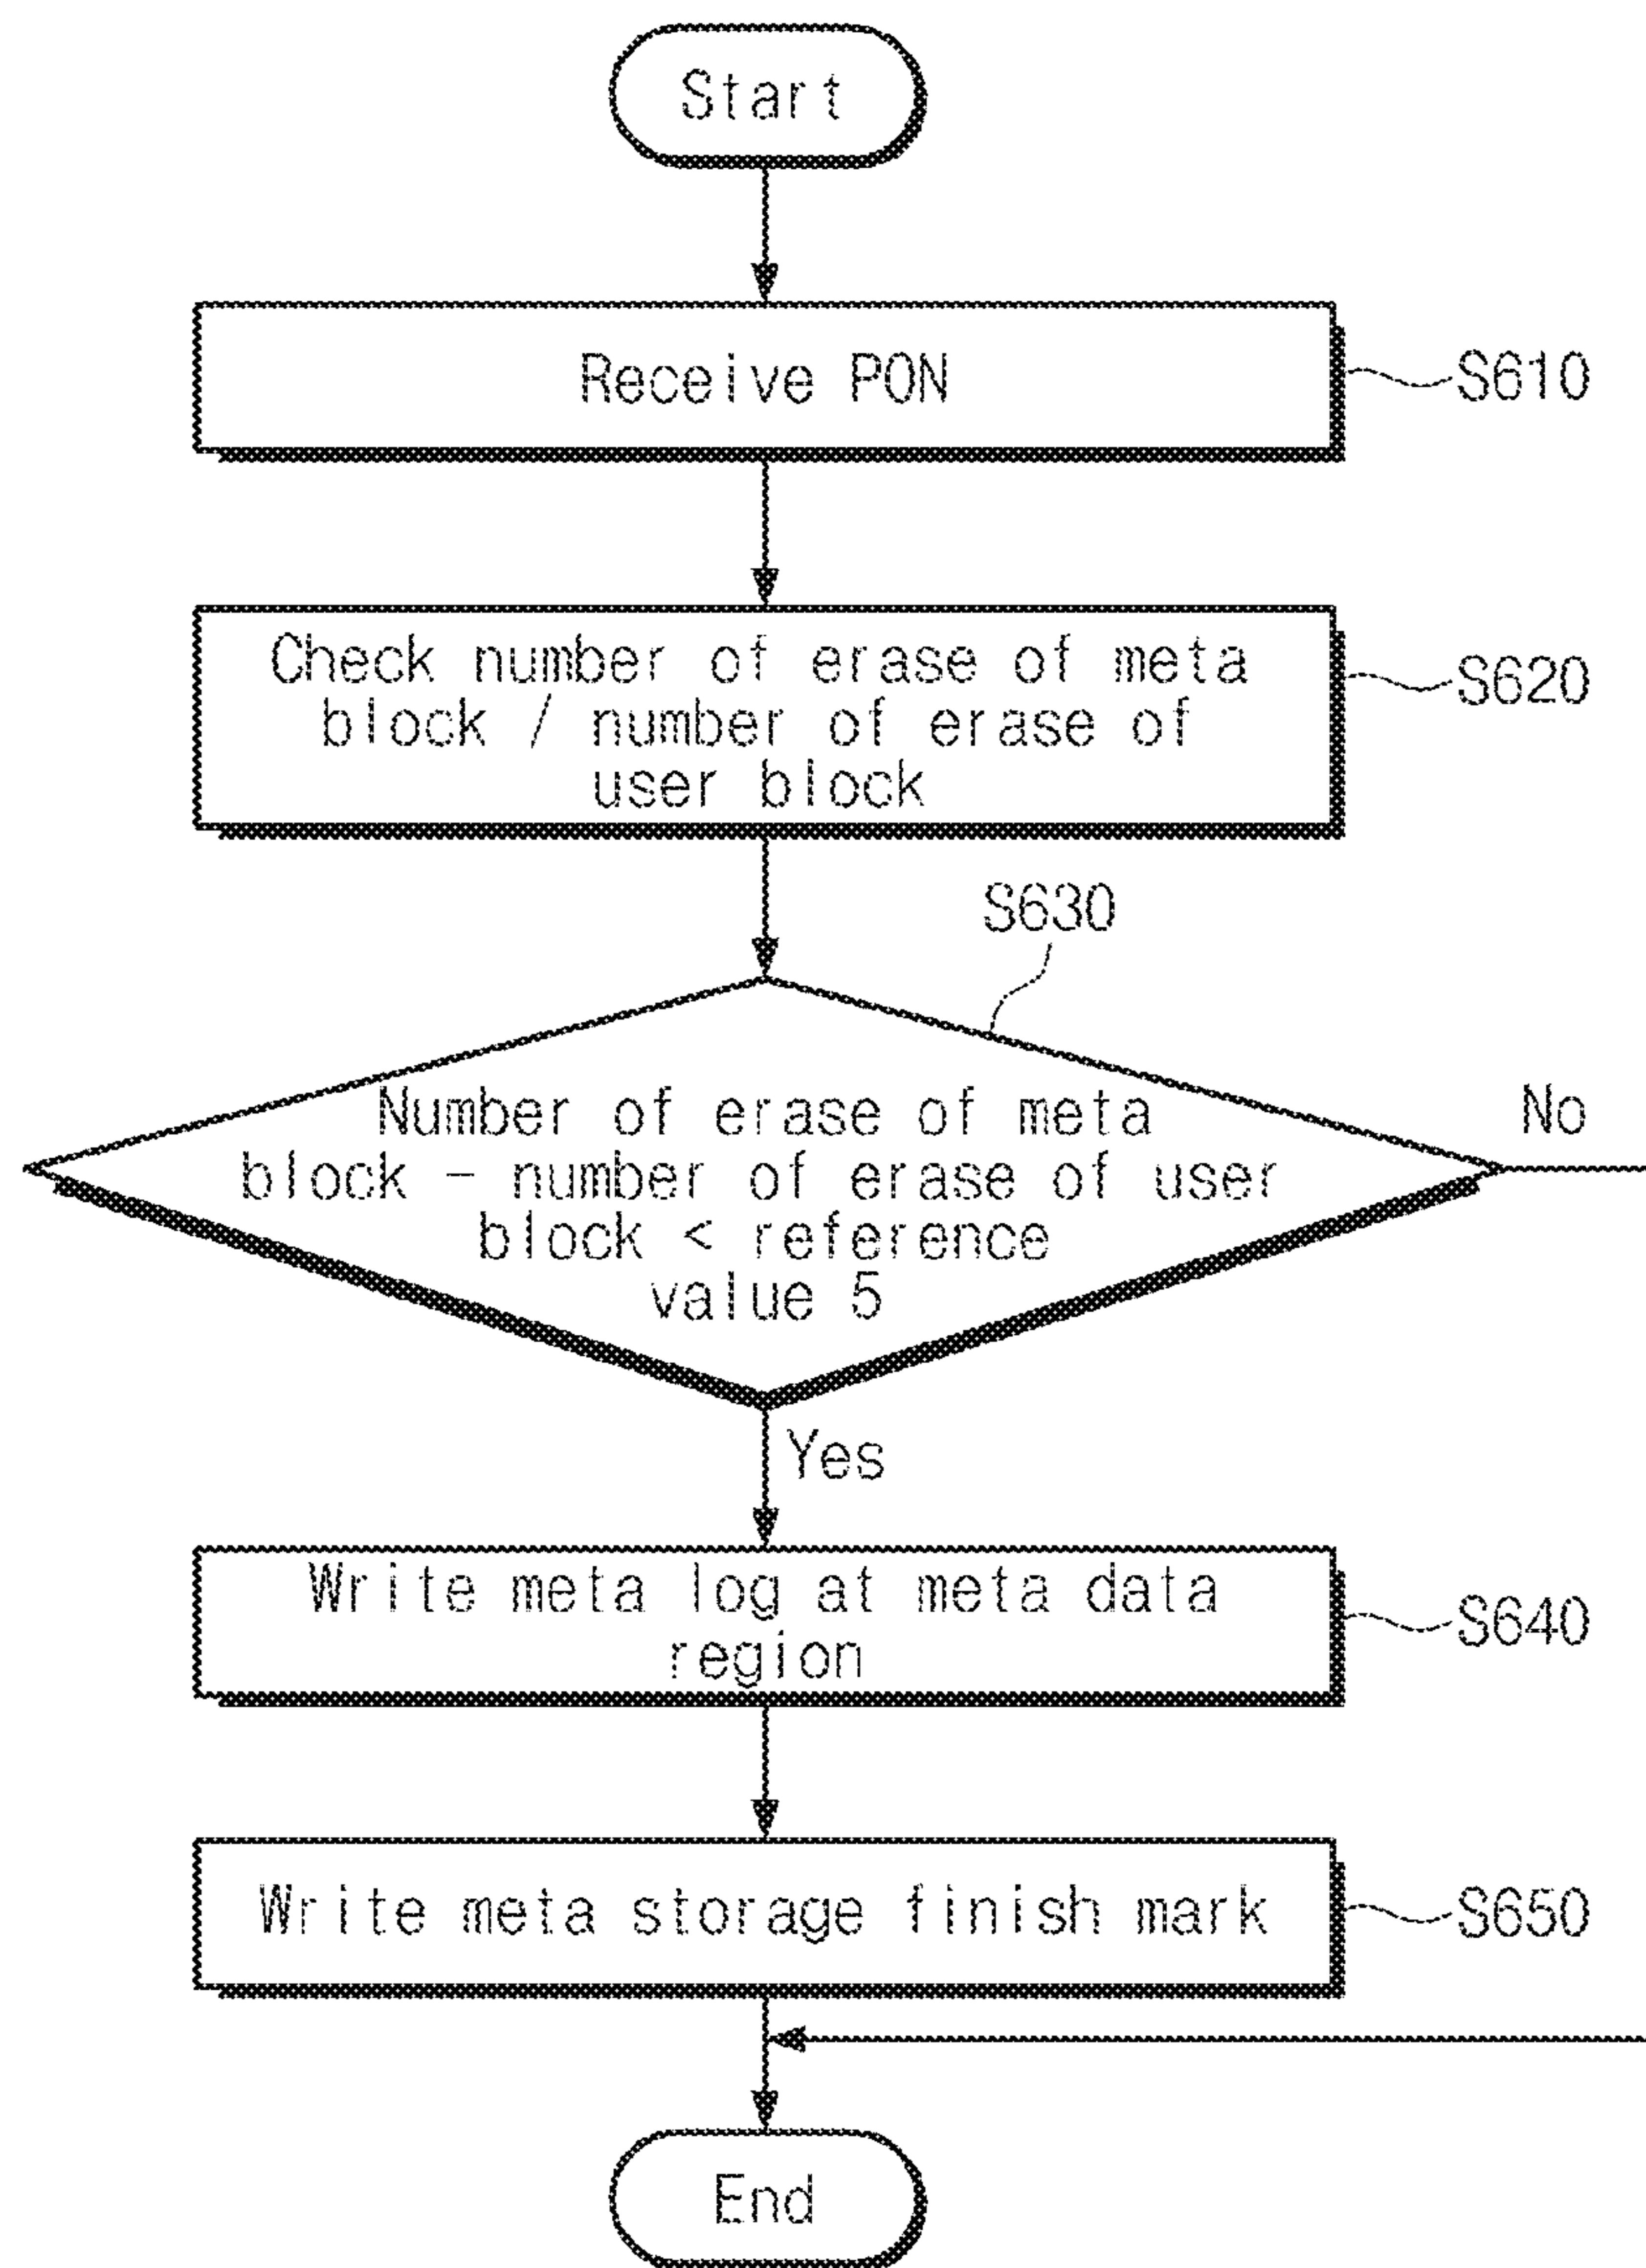 Start
Receive PON
S610
Check number of erase of meta
block / number of erase of
user block
S620
S630
Number of erase of meta
block - number of erase of user
block < reference
value 5
No
Yes
Write meta log at meta data
region
S640
Write meta storage finish mark
S650
End